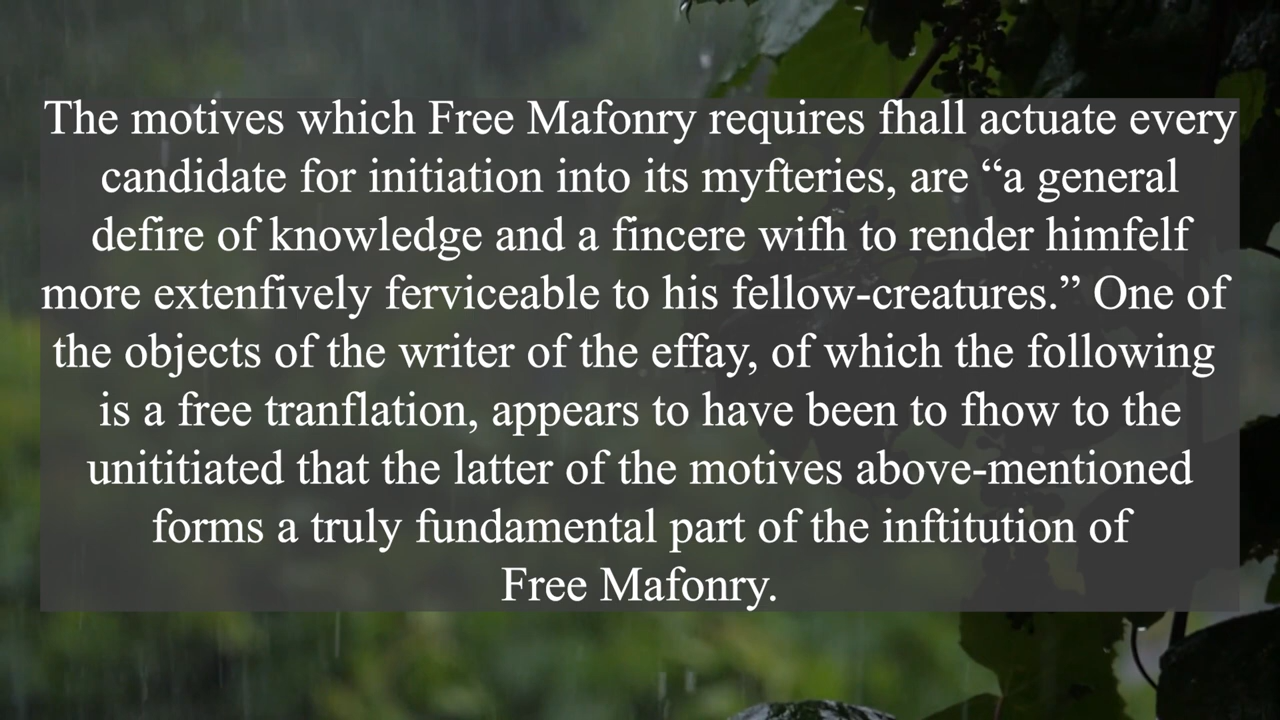 The motives which Free Mafonry requires fhall actuate every
candidate for initiation into its myfteries, are “a general
defire of knowledge and a fincere wifh to render himfelf
more extenfively ferviceable to his fellow-creatures.” One of
the objects of the writer of the effay, of which the following
is a free tranflation, appears to have been to fhow to the
unititiated that the latter of the motives above-mentioned
forms a truly fundamental part of the inftitution of
Free Mafonry.